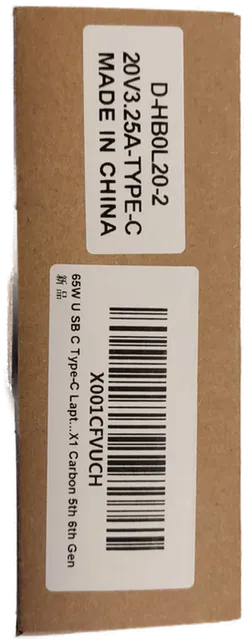 D-HB0L20-2
20V3.25A-TYPE-C
MADE IN CHINA
X001CFVUCH
65W U SB C Type-C Lapt...X1 Carbon 5th 6th Gen
新品